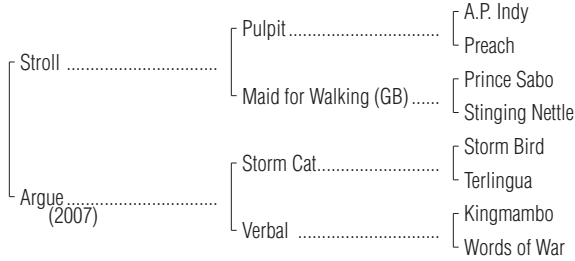 A.P. Indy
Pulpit
Preach
Stroll
Prince Sabo
Maid for Walking (GB)
Stinging Nettle
Storm Bird
Storm Cat
Terlingua
Argue
(2007)
Kingmambo
Verbal
Words of War